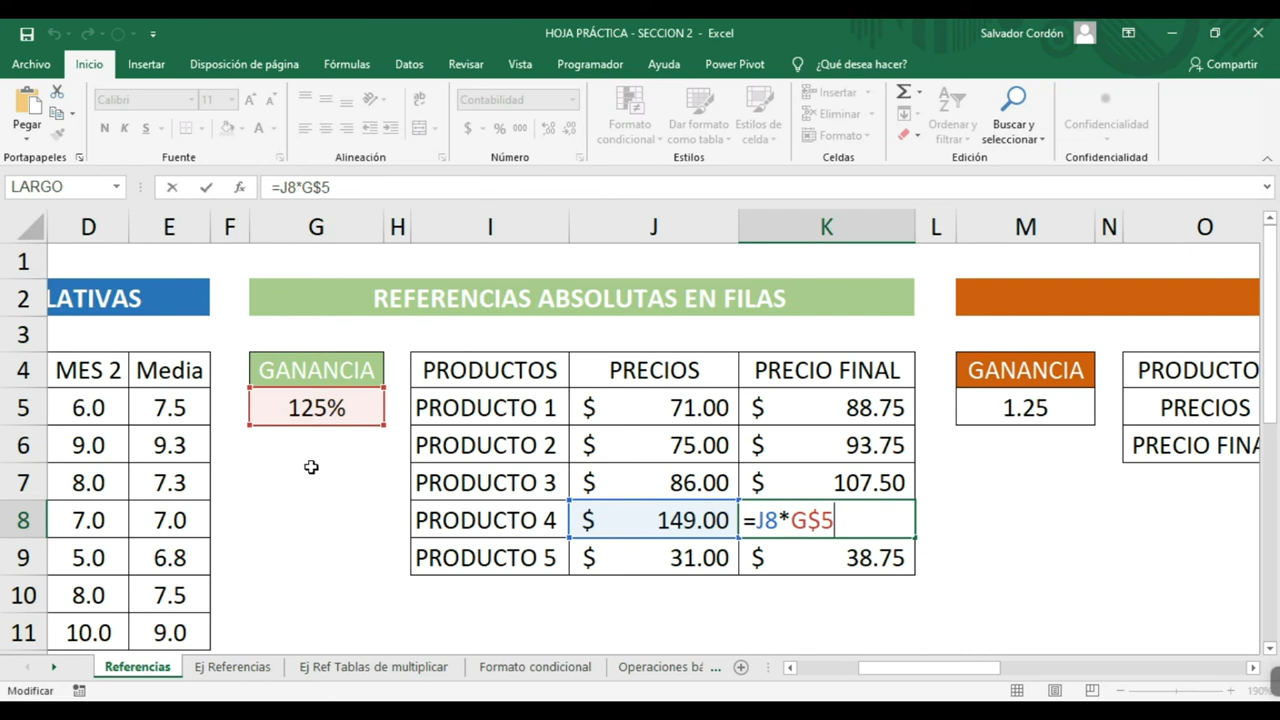 HOJA PRÁCTICA - SECCION 2 - Excel
Salvador Cordón
Archivo Inicio Insertar Disposición de página Fórmulas Datos Revisar Vista Programador Ayuda Power Pivot ¿Qué desea hacer? Compartir
Pegar
Portapapeles
Calibri 11
N K S
Fuente
Alineación
Contabilidad
$ % 000
Número
Formato condicional
Dar formato como tabla
Estilos de celda
Estilos
Insertar
Eliminar
Formato
Celdas
Ordenar y filtrar
Buscar y seleccionar
Edición
Confidencialidad
Confidencialidad
LARGO fx =J8*G$5
D E F G H I J K L M N O
1
2 LATIVAS REFERENCIAS ABSOLUTAS EN FILAS
3
4 MES 2 Media GANANCIA PRODUCTOS PRECIOS PRECIO FINAL GANANCIA PRODUCTO
5 6.0 7.5 125% PRODUCTO 1 $ 71.00 $ 88.75 1.25 PRECIOS
6 9.0 9.3 PRODUCTO 2 $ 75.00 $ 93.75 PRECIO FINA
7 8.0 7.3 PRODUCTO 3 $ 86.00 $ 107.50
8 7.0 7.0 PRODUCTO 4 $ 149.00 =J8*G$5
9 5.0 6.8 PRODUCTO 5 $ 31.00 $ 38.75
10 8.0 7.5
11 10.0 9.0
Referencias Ej Referencias Ej Ref Tablas de multiplicar Formato condicional Operaciones bá ...
Modificar 190%